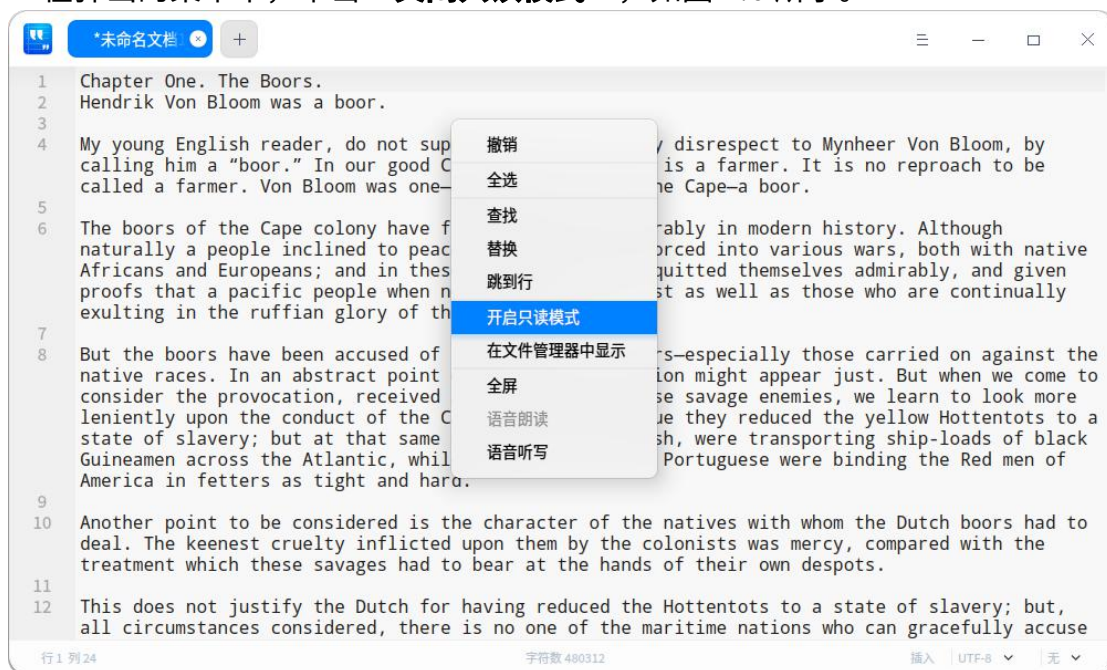 *未命名文档
1 Chapter One. The Boors.
2 Hendrik Von Bloom was a boor.
3
4 My young English reader, do not sup y disrespect to Mynheer Von Bloom, by
calling him a “boor.” In our good C is a farmer. It is no reproach to be
called a farmer. Von Bloom was one— he Cape—a boor.
5
6 The boors of the Cape colony have f rably in modern history. Although
naturally a people inclined to peac orced into various wars, both with native
Africans and Europeans; and in thes quitted themselves admirably, and given
proofs that a pacific people when n st as well as those who are continually
exulting in the ruffian glory of th
7
8 But the boors have been accused of rs—especially those carried on against the
native races. In an abstract point ion might appear just. But when we come to
consider the provocation, received se savage enemies, we learn to look more
leniently upon the conduct of the C ue they reduced the yellow Hottentots to a
state of slavery; but at that same sh, were transporting ship-loads of black
Guineamen across the Atlantic, whil Portuguese were binding the Red men of
America in fetters as tight and hard.
9
10 Another point to be considered is the character of the natives with whom the Dutch boors had to
deal. The keenest cruelty inflicted upon them by the colonists was mercy, compared with the
treatment which these savages had to bear at the hands of their own despots.
11
12 This does not justify the Dutch for having reduced the Hottentots to a state of slavery; but,
all circumstances considered, there is no one of the maritime nations who can gracefully accuse
撤销
全选
查找
替换
跳到行
开启只读模式
在文件管理器中显示
全屏
语音朗读
语音听写
行1 列24 字符数 480312 插入 UTF-8 无